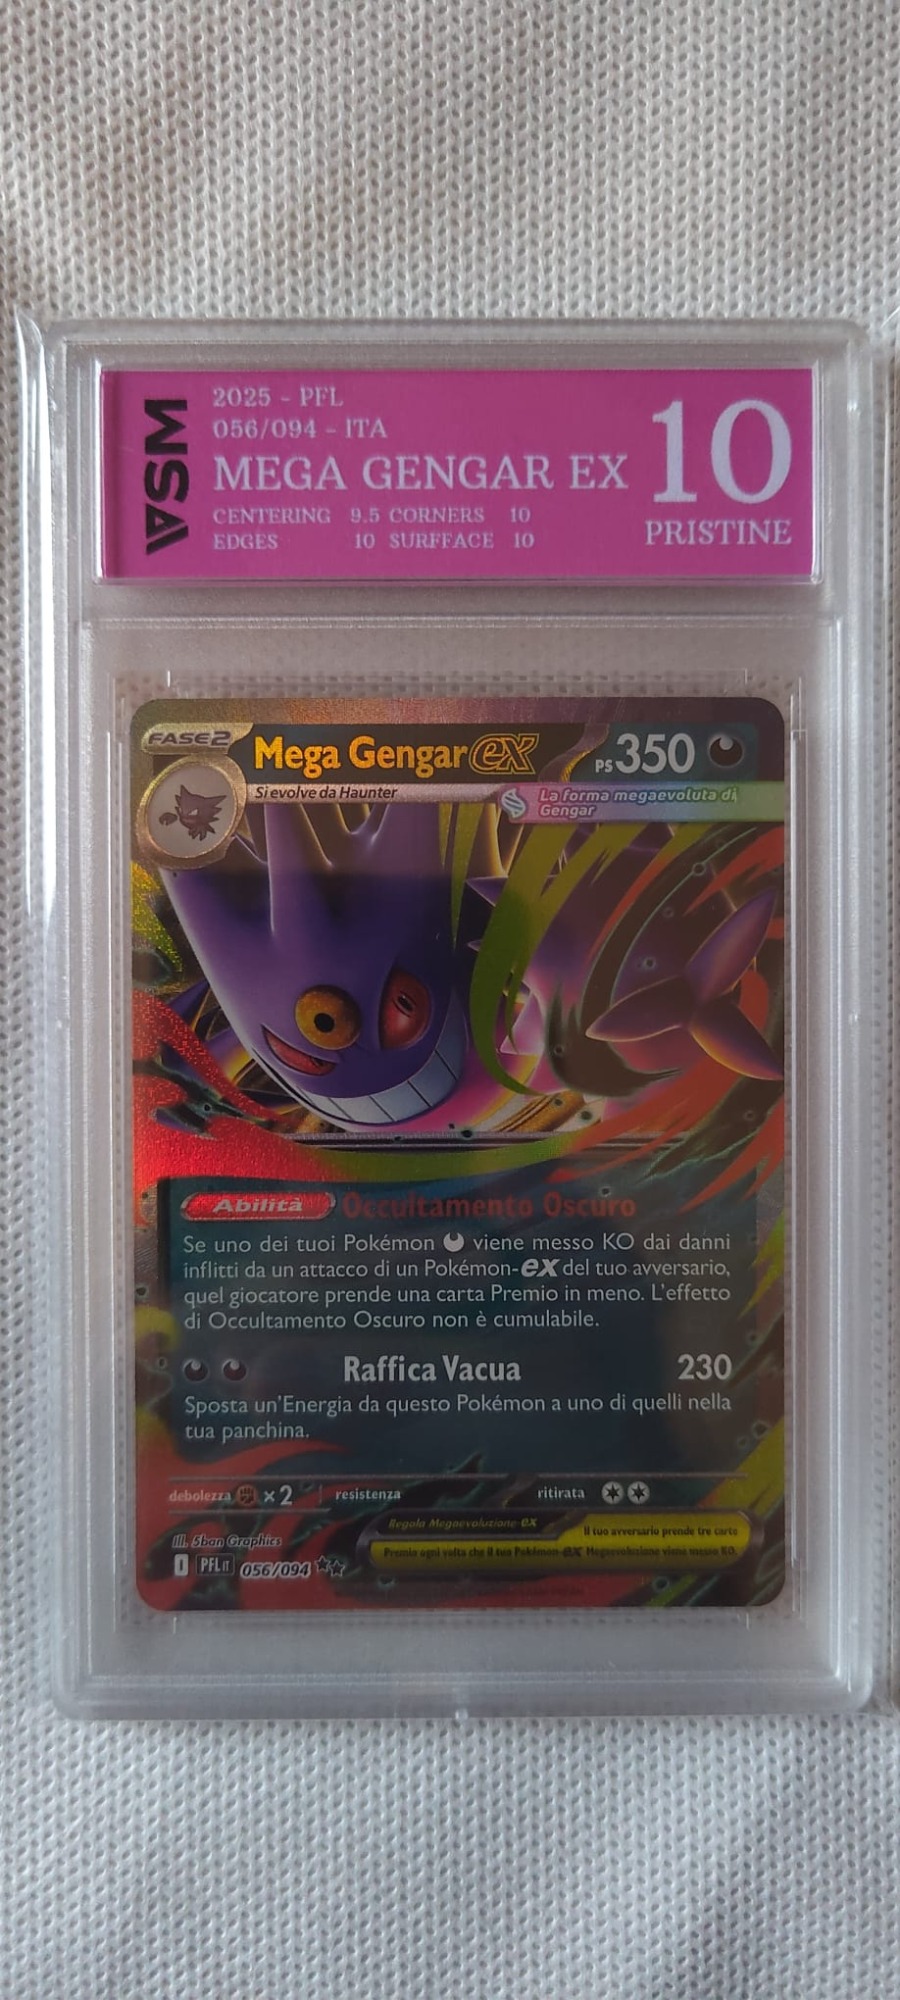 WSA
2025 - PFL
056/094 - ITA
MEGA GENGAR EX
CENTERING 9.5 CORNERS 10
EDGES 10 SURFFACE 10
10
PRISTINE
FASE 2
Mega Gengar ex
PS 350
Si evolve da Haunter
La forma megaevoluta di
Gengar
Abilità Occultamento Oscuro
Se uno dei tuoi Pokémon viene messo KO dai danni
inflitti da un attacco di un Pokémon-ex del tuo avversario,
quel giocatore prende una carta Premio in meno. L'effetto
di Occultamento Oscuro non è cumulabile.
Raffica Vacua 230
Sposta un'Energia da questo Pokémon a uno di quelli nella
tua panchina.
debolezza ×2 resistenza ritirata
Regola Megaevoluzione-ex
Il tuo avversario prende tre carte
Premio ogni volta che il tuo Pokémon-ex Megaevoluzione viene messo KO.
Ill. 5ban Graphics
I PFL IT 056/094